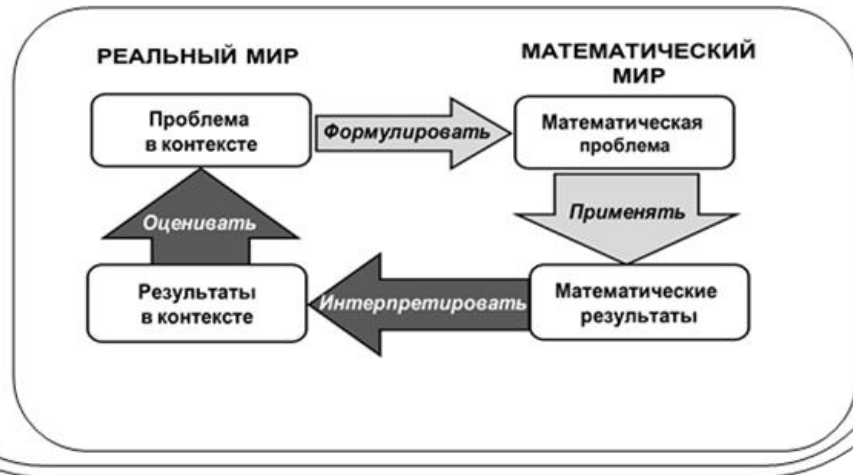 РЕАЛЬНЫЙ МИР
МАТЕМАТИЧЕСКИЙ
МИР
Проблема
в контексте
Формулировать
Математическая
проблема
Оценивать
Применять
Результаты
в контексте
Интерпретировать
Математические
результаты